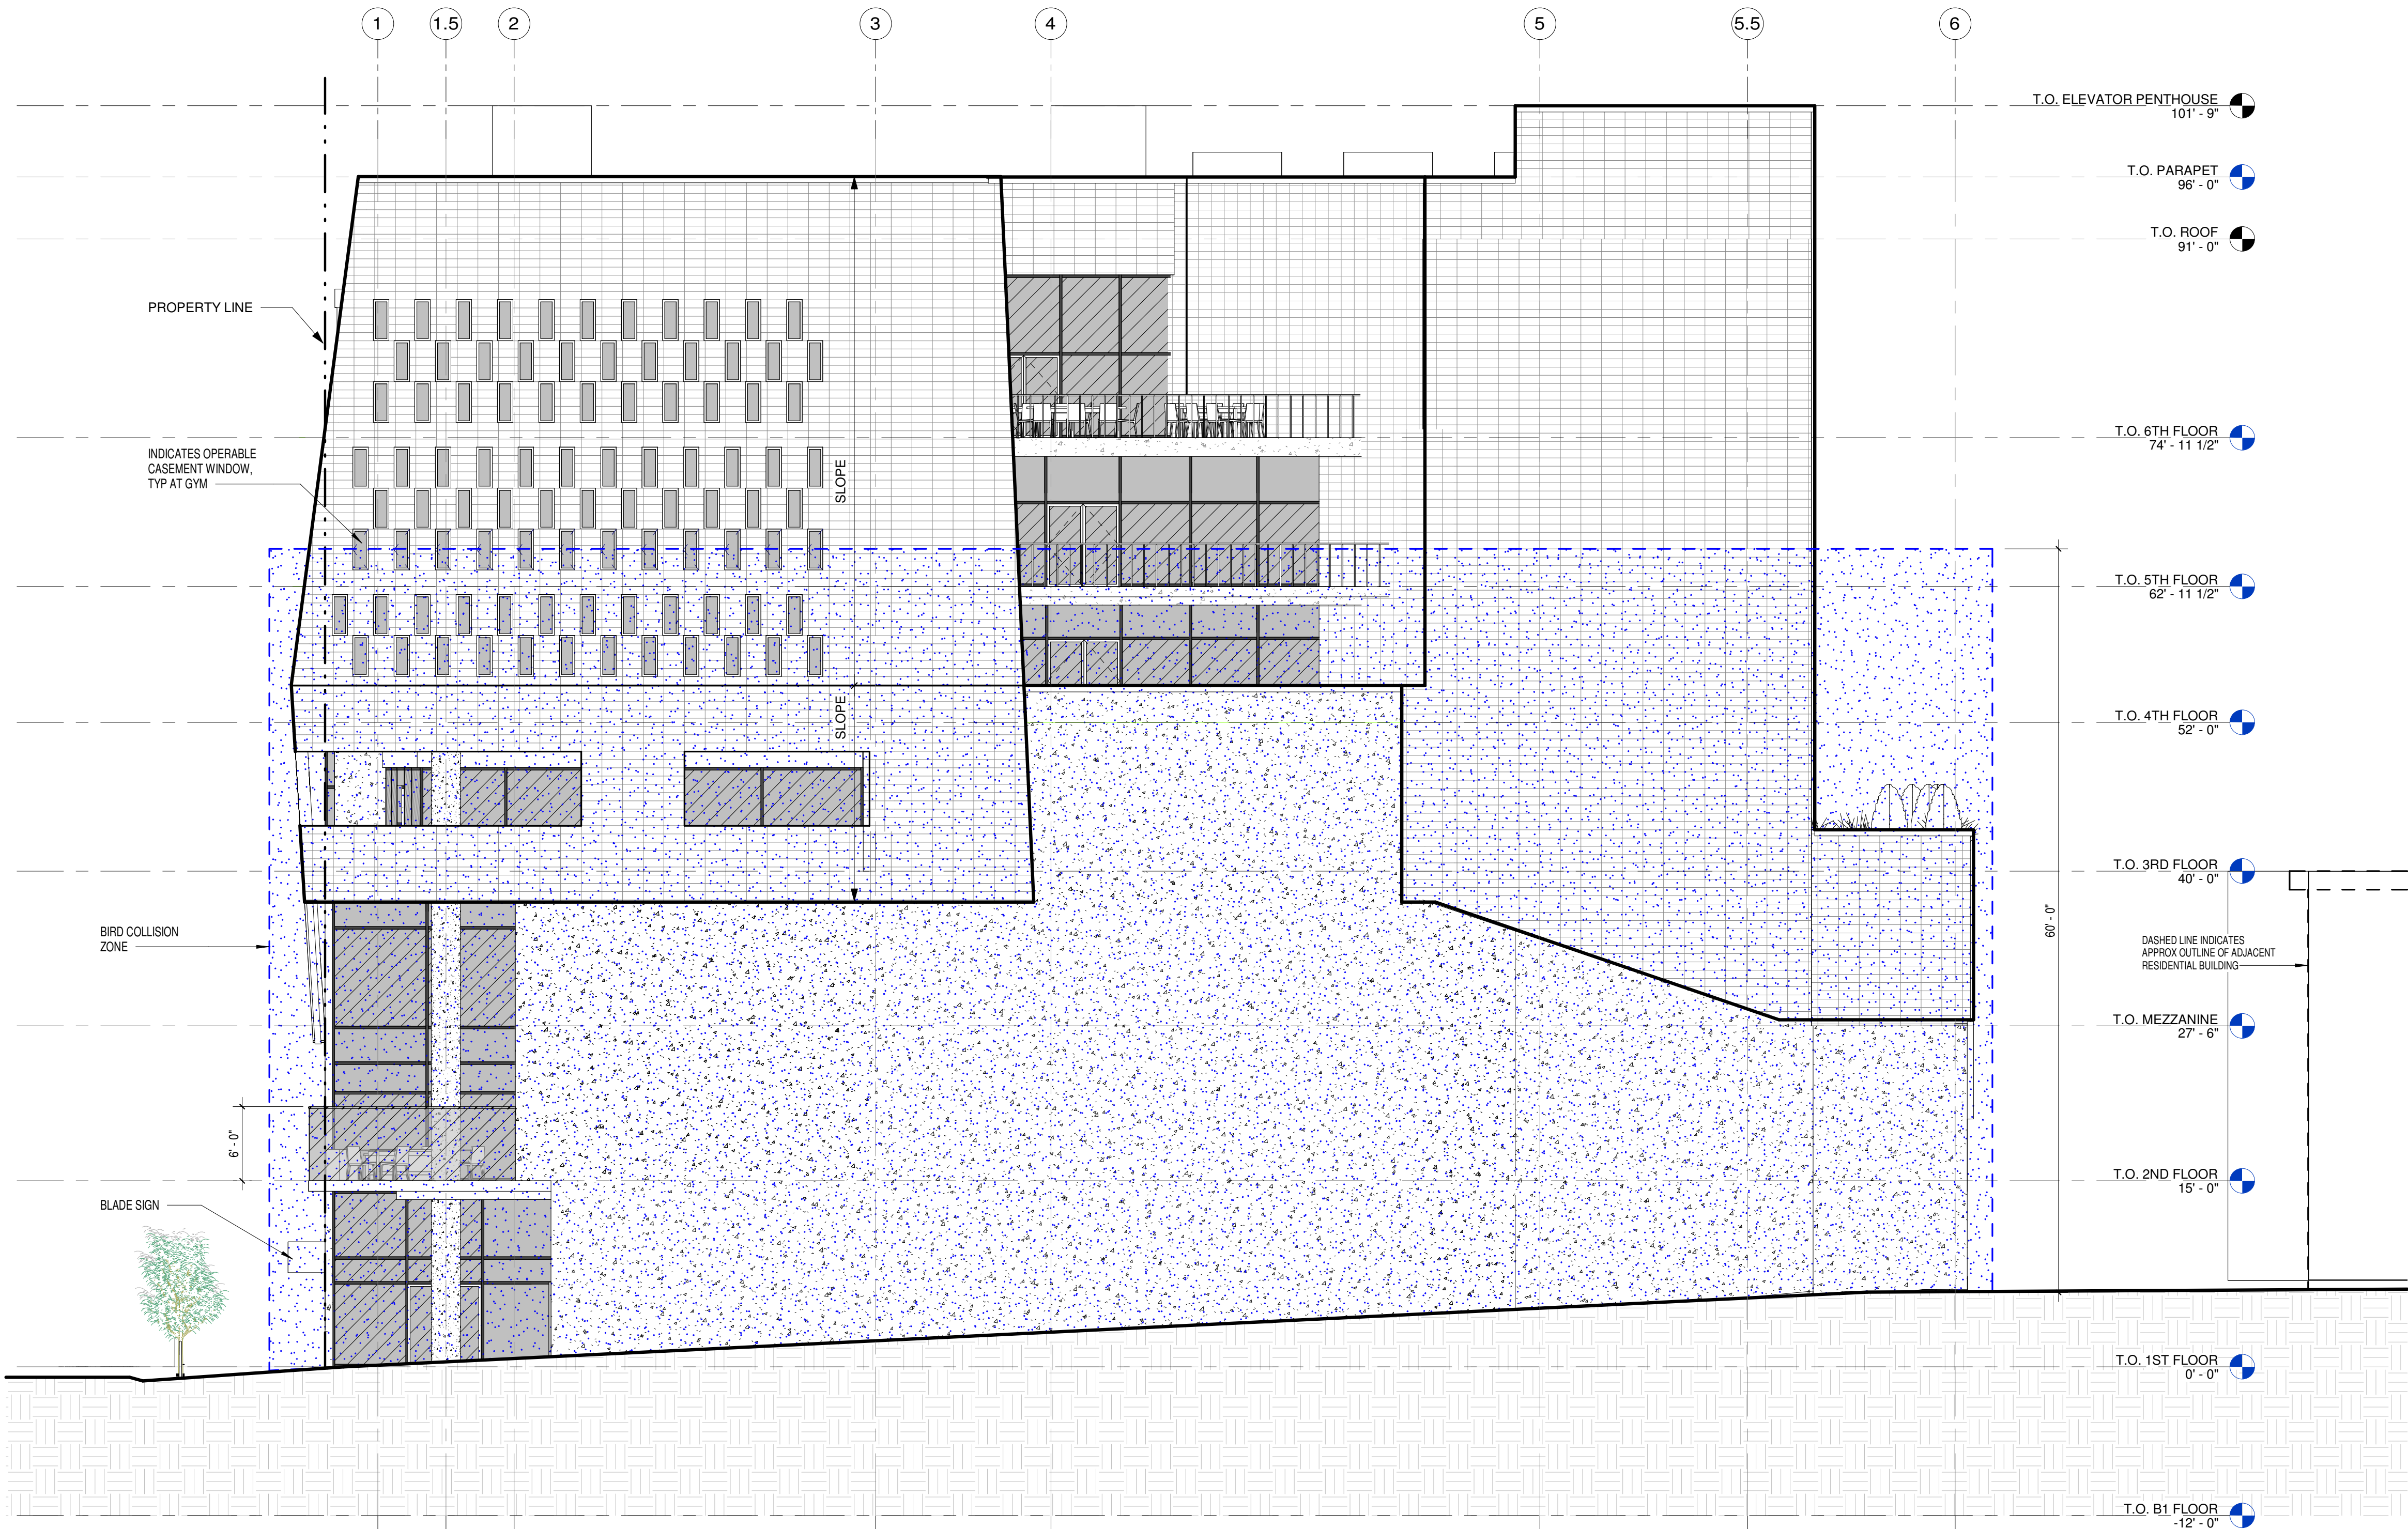 1
1.5
2
3
4
5
5.5
6
T.O. ELEVATOR PENTHOUSE
101' - 9"
T.O. PARAPET
96' - 0"
T.O. ROOF
91' - 0"
PROPERTY LINE
T.O. 6TH FLOOR
74' - 11 1/2"
INDICATES OPERABLE
CASEMENT WINDOW,
TYP AT GYM
SLOPE
T.O. 5TH FLOOR
62' - 11 1/2"
SLOPE
T.O. 4TH FLOOR
52' - 0"
T.O. 3RD FLOOR
40' - 0"
60' - 0"
BIRD COLLISION
ZONE
DASHED LINE INDICATES
APPROX OUTLINE OF ADJACENT
RESIDENTIAL BUILDING
T.O. MEZZANINE
27' - 6"
6' - 0"
T.O. 2ND FLOOR
15' - 0"
BLADE SIGN
T.O. 1ST FLOOR
0' - 0"
T.O. B1 FLOOR
-12' - 0"